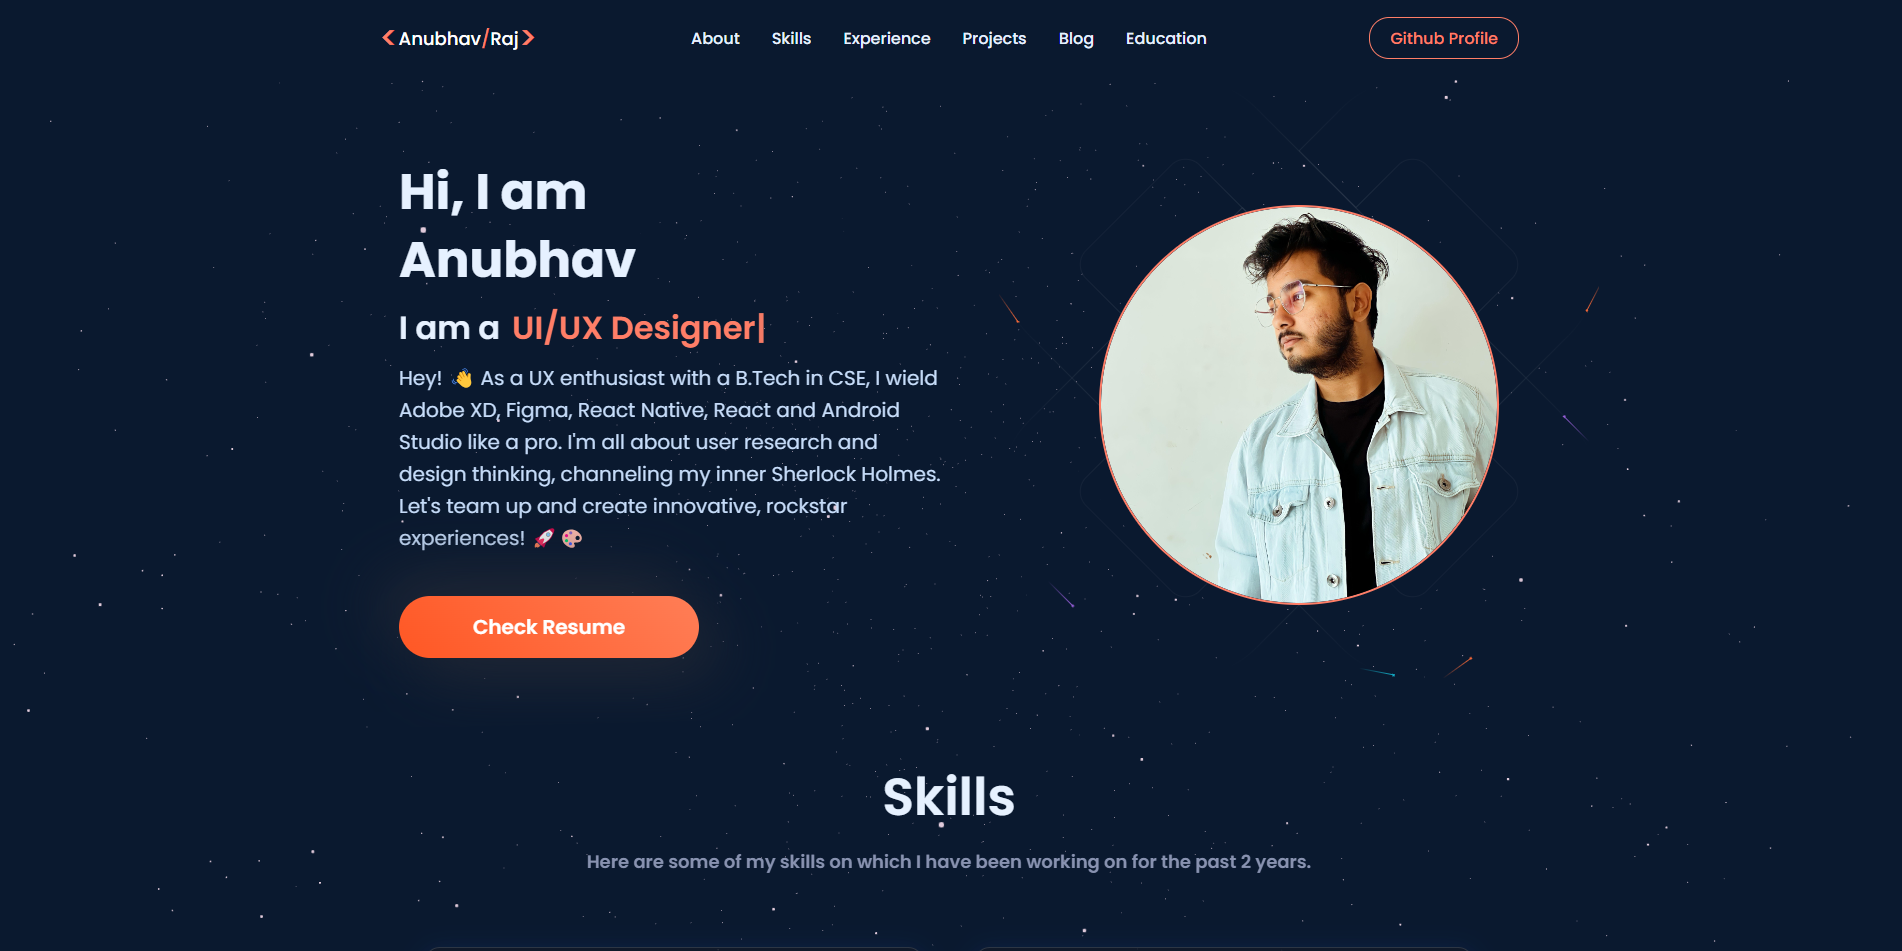 <Anubhav/Raj>
About Skills Experience Projects Blog Education
Github Profile
Hi, I am
Anubhav
I am a UI/UX Designer|
Hey! 👋 As a UX enthusiast with a B.Tech in CSE, I wield
Adobe XD, Figma, React Native, React and Android
Studio like a pro. I'm all about user research and
design thinking, channeling my inner Sherlock Holmes.
Let's team up and create innovative, rockstar
experiences! 🚀 🎨
Check Resume
Skills
Here are some of my skills on which I have been working on for the past 2 years.